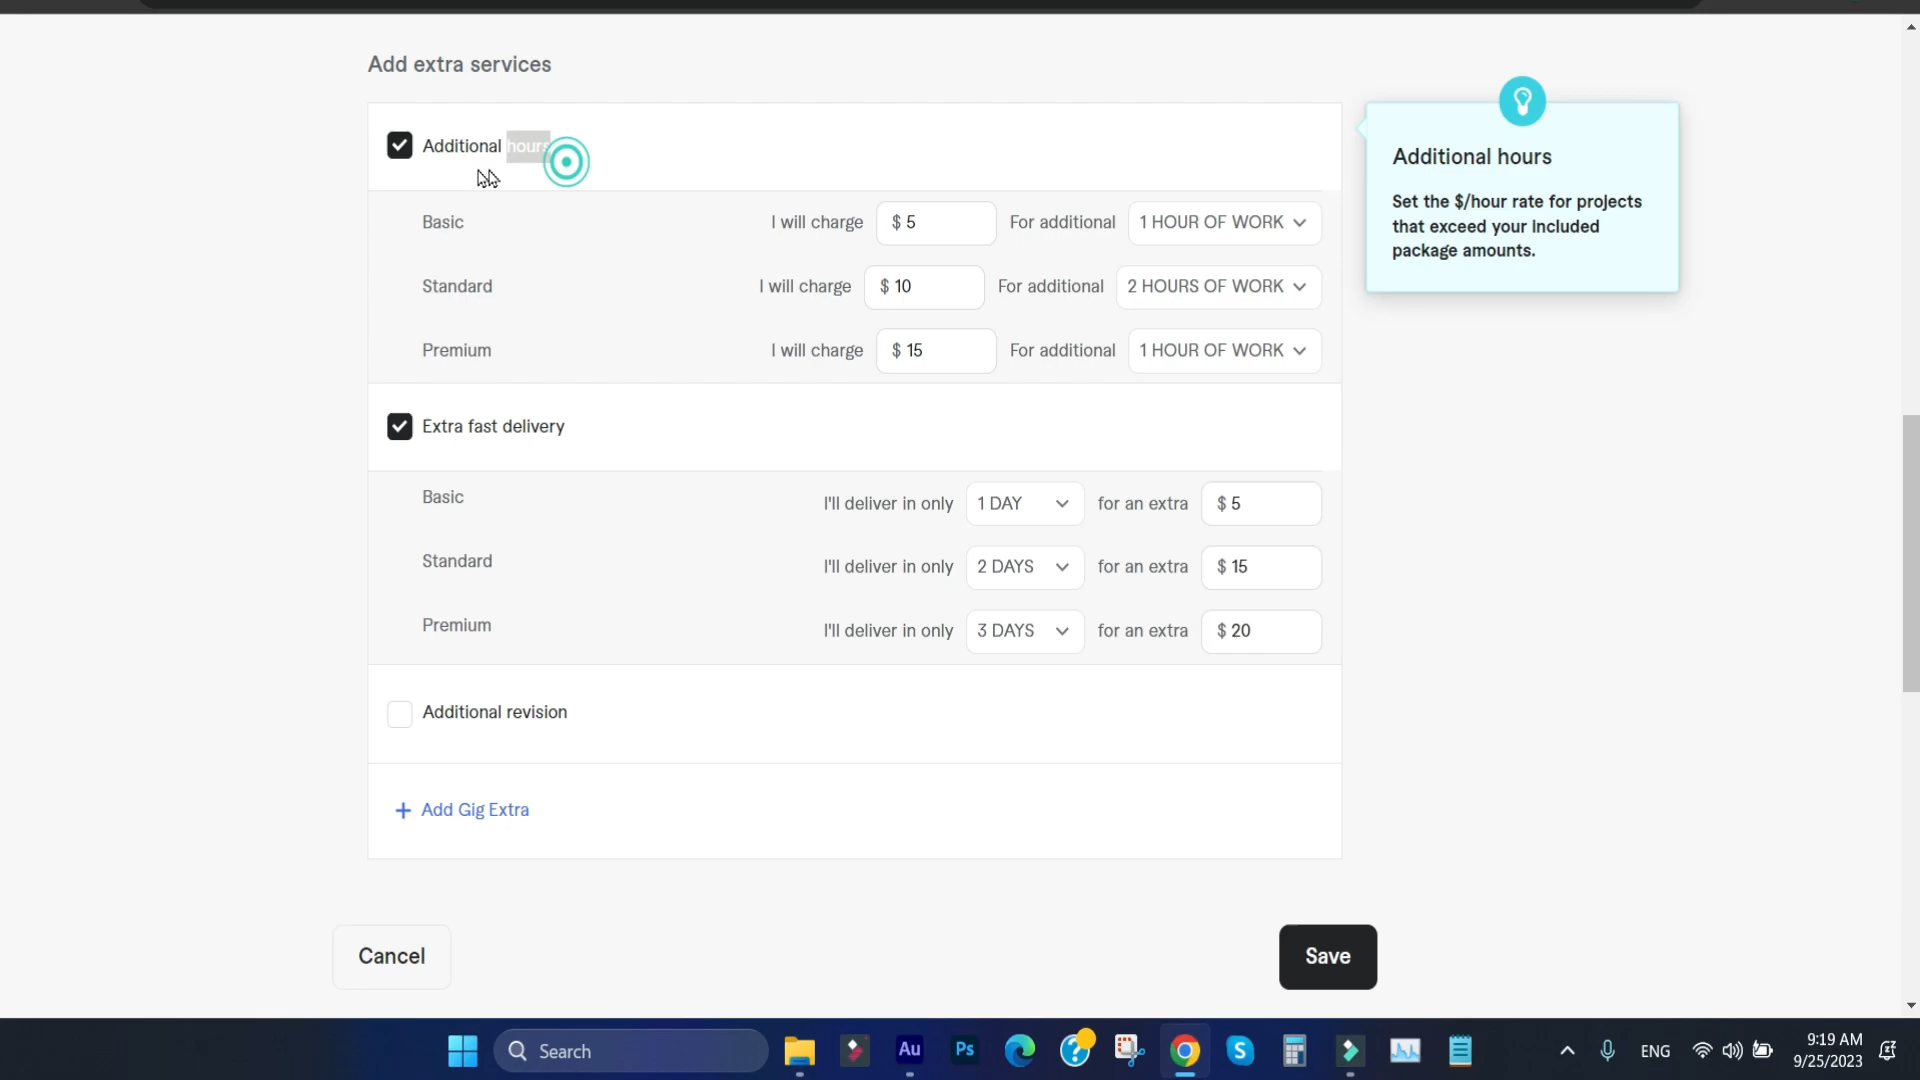 Add extra services
Additional hours
Basic I will charge $ 5 For additional 1 HOUR OF WORK
Standard I will charge $ 10 For additional 2 HOURS OF WORK
Premium I will charge $ 15 For additional 1 HOUR OF WORK
Extra fast delivery
Basic I'll deliver in only 1 DAY for an extra $ 5
Standard I'll deliver in only 2 DAYS for an extra $ 15
Premium I'll deliver in only 3 DAYS for an extra $ 20
Additional revision
+ Add Gig Extra
Cancel Save
Additional hours
Set the $/hour rate for projects
that exceed your included
package amounts.
Search Au Ps ENG 9:19 AM
9/25/2023